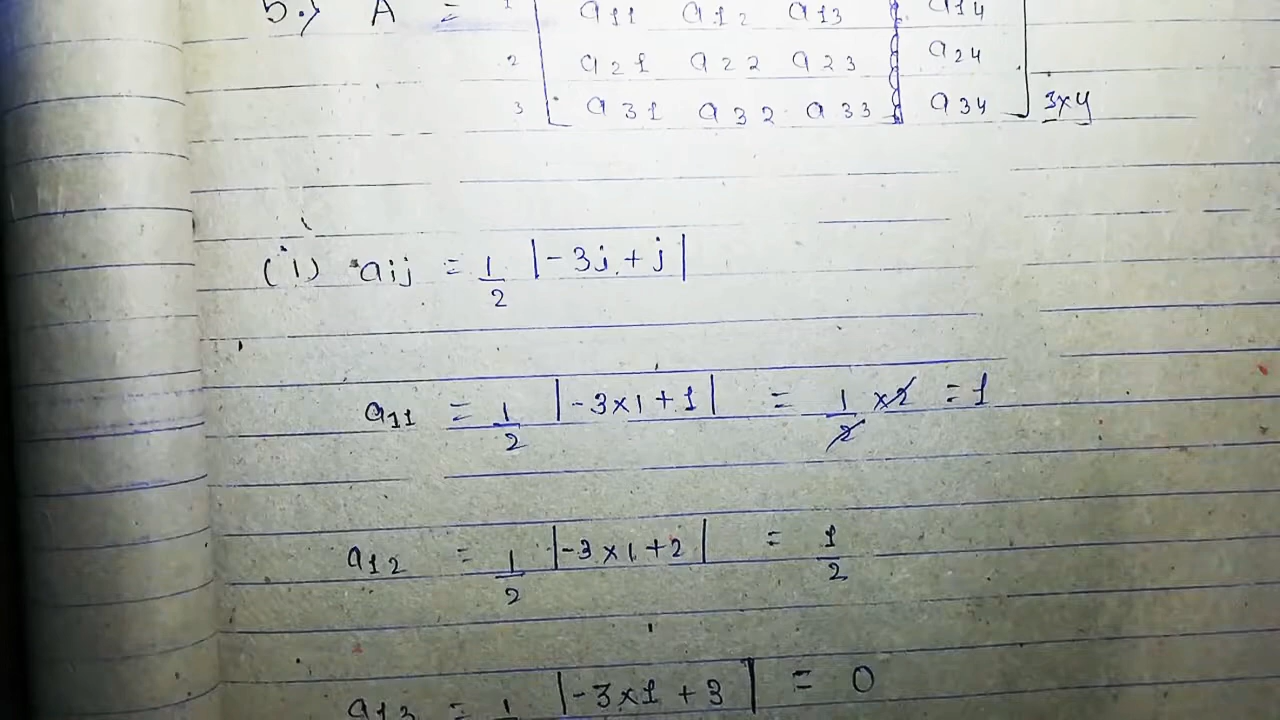 5.) A = 1 [ a11 a12 a13 a14
2 a21 a22 a23 a24
3 a31 a32 a33 a34 ] 3x4
(i) aij = 1/2 |-3j + j|
a11 = 1/2 |-3x1+1| = 1/2 x2 = 1
a12 = 1/2 |-3x1+2| = 1/2
a13 = 1 |-3x1+3| = 0